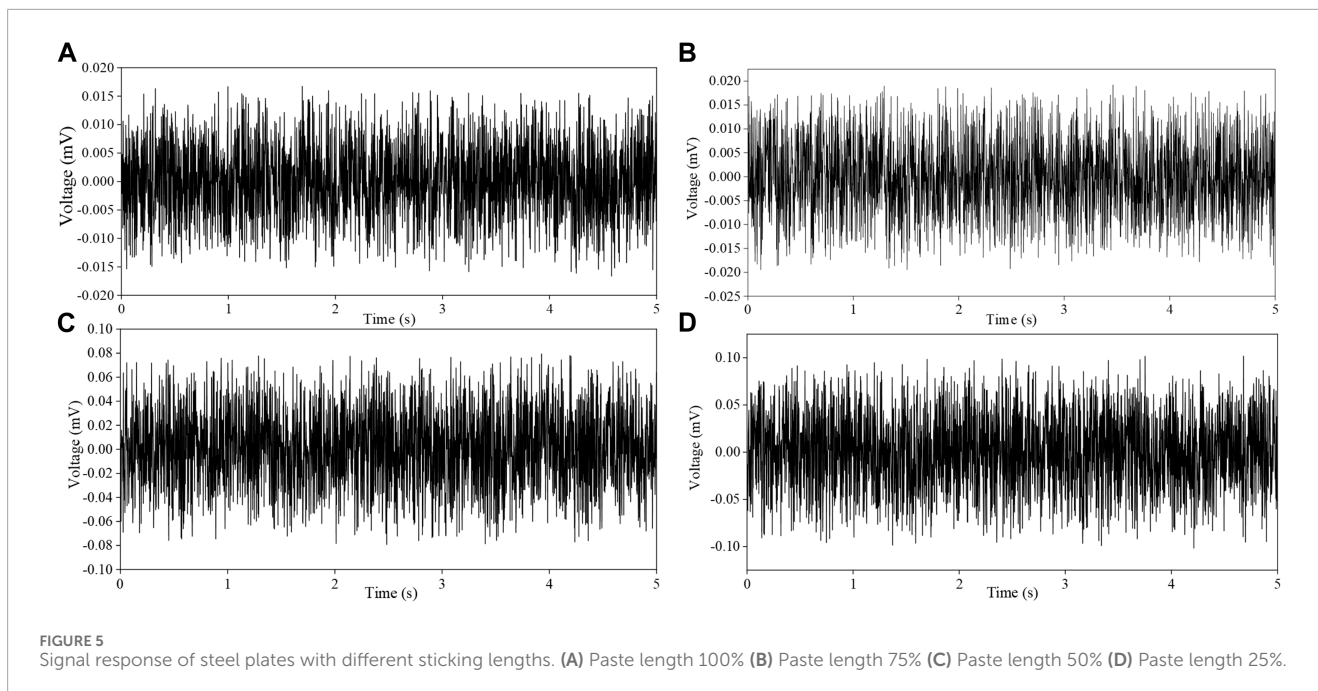 A
0.020
0.015
0.010
0.005
0.000
-0.005
-0.010
-0.015
-0.020
Voltage (mV)
0 1 2 3 4 5
Time (s)
B
0.020
0.015
0.010
0.005
0.000
-0.005
-0.010
-0.015
-0.020
-0.025
Voltage (mV)
0 1 2 3 4 5
Time (s)
C
0.10
0.08
0.06
0.04
0.02
0.00
-0.02
-0.04
-0.06
-0.08
-0.10
Voltage (mV)
0 1 2 3 4 5
Time (s)
D
0.10
0.05
0.00
-0.05
-0.10
Voltage (mV)
0 1 2 3 4 5
Time (s)
FIGURE 5
Signal response of steel plates with different sticking lengths. (A) Paste length 100% (B) Paste length 75% (C) Paste length 50% (D) Paste length 25%.